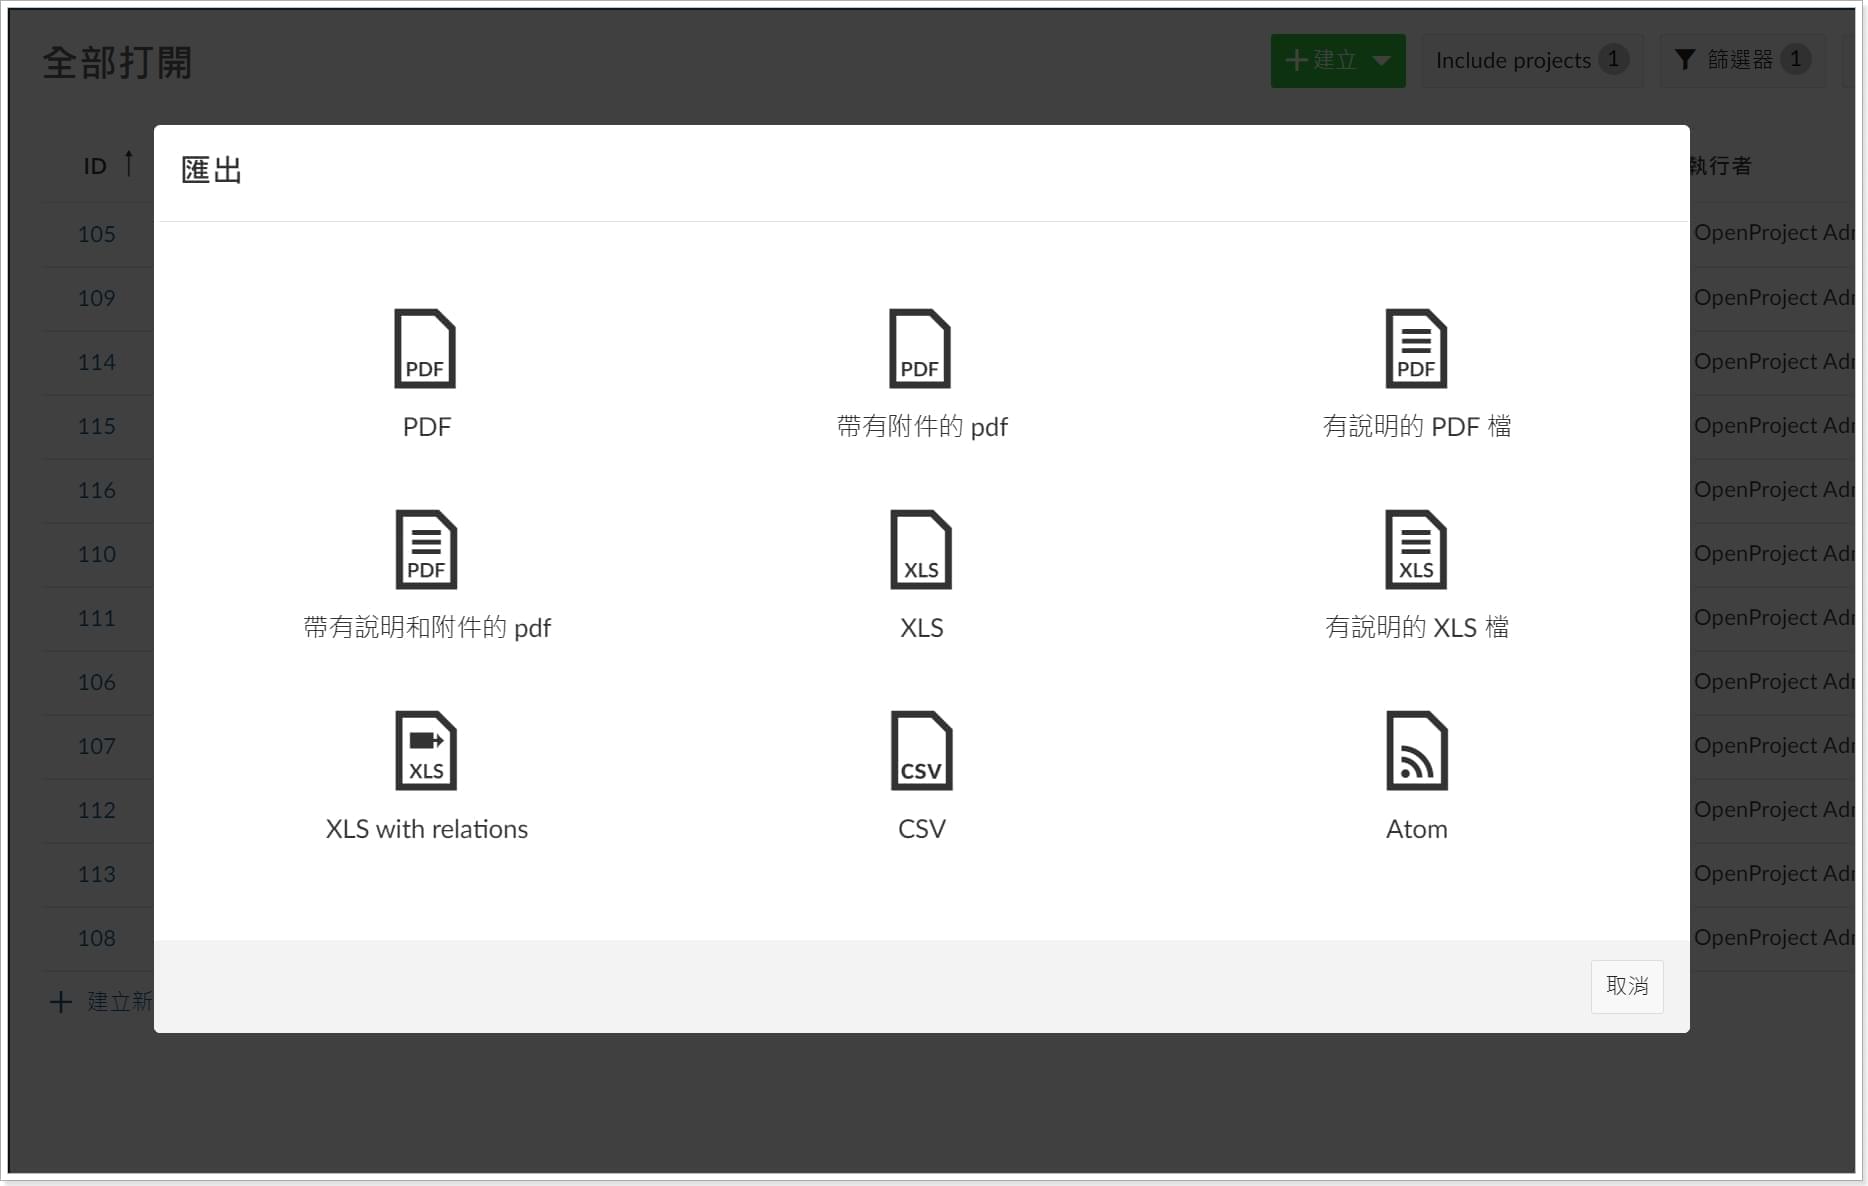 全部打開
建立
Include projects 1
篩選器 1
ID
執行者
匯出
105
OpenProject Adr
109
OpenProject Adr
114
OpenProject Adr
115
OpenProject Adr
116
OpenProject Adr
110
OpenProject Adr
111
OpenProject Adr
106
OpenProject Adr
107
OpenProject Adr
112
OpenProject Adr
113
OpenProject Adr
108
OpenProject Adr
建立新
PDF
PDF
PDF
帶有附件的 pdf
PDF
有說明的 PDF 檔
PDF
帶有說明和附件的 pdf
XLS
XLS
XLS
有說明的 XLS 檔
XLS
XLS with relations
CSV
CSV
Atom
取消